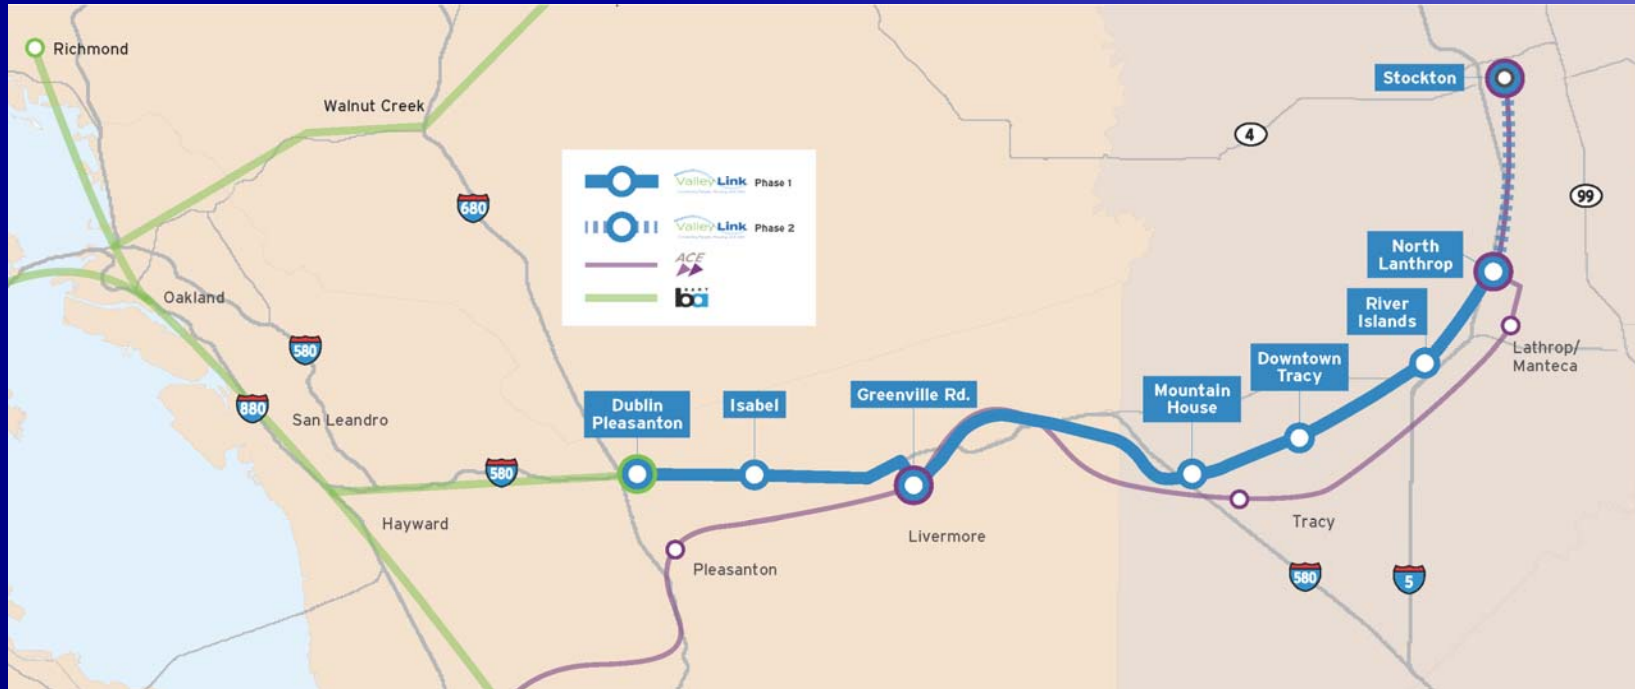 Richmond
Walnut Creek
680
Valley Link Phase 1
Valley Link Phase 2
ACE
ba
Stockton
4
99
North
Lanthrop
River
Islands
Lathrop/
Manteca
Downtown
Tracy
Mountain
House
Greenville Rd.
Isabel
Dublin
Pleasanton
Oakland
580
880
San Leandro
580
Hayward
Pleasanton
Livermore
Tracy
580
5